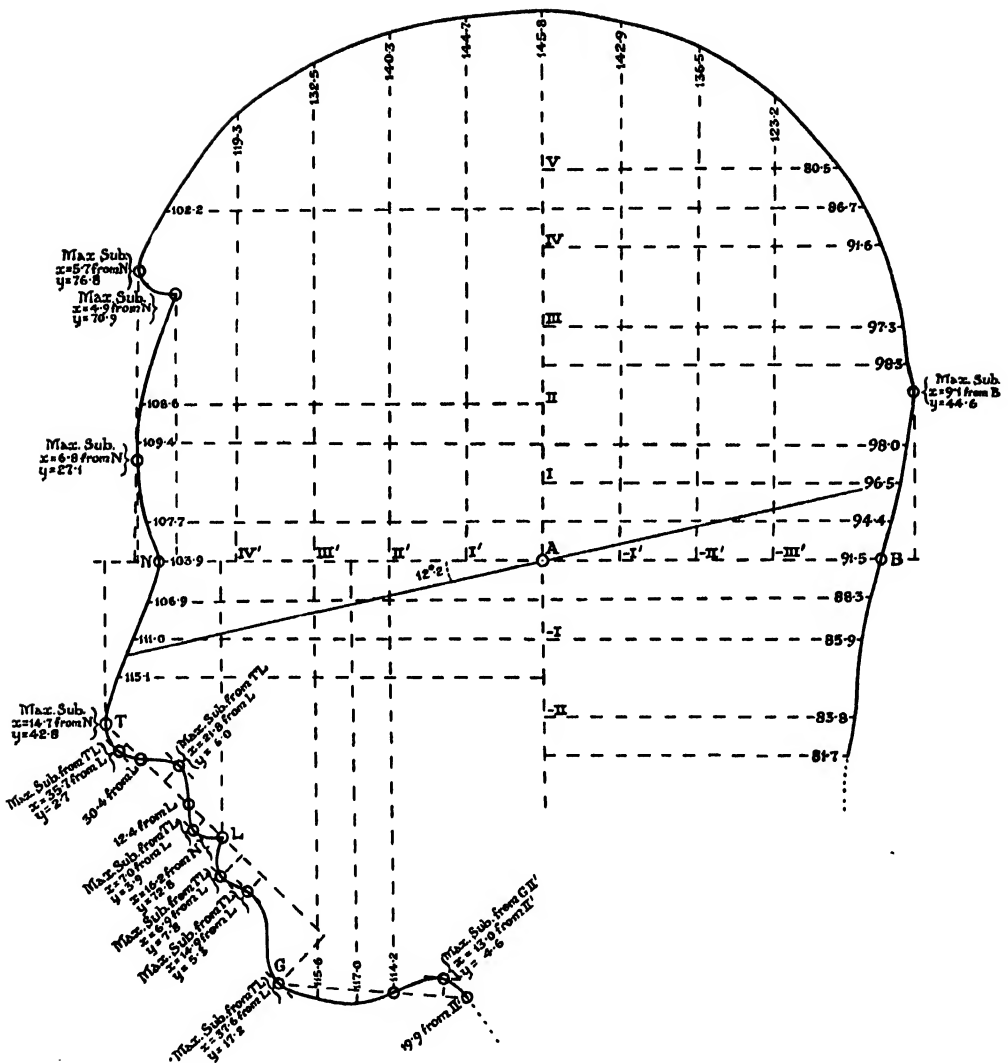 119.3
132.5
140.3
144.7
145.8
142.9
136.5
123.2
V
80.5
102.2
86.7
IV
91.6
Max. Sub.
x=5.7 from N
y=76.8
Max. Sub.
x=4.9 from N
y=70.9
III
97.3
98.3
Max. Sub.
x=9.1 from B
y=44.6
108.6
II
109.4
98.0
Max. Sub.
x=6.8 from N
y=27.1
I
96.5
107.7
94.4
N
103.9
IV'
III'
II'
I'
A
-I'
-II'
-III'
91.5
B
12°.2
106.9
88.3
111.0
-I
85.9
115.1
Max. Sub.
x=14.7 from N
y=42.8
T
-II
83.8
81.7
Max. Sub. from TL
x=21.8 from L
y= 6.0
Max. Sub. from TL
x=35.7 from L
y=2.7
30.4 from L
12.4 from L
L
Max. Sub. from TL
x=7.0 from L
y=3.9
x=16.2 from N
y=72.8
Max. Sub. from TL
x=6.9 from L
y=7.8
Max. Sub. from TL
x=14.9 from L
y=5.8
G
115.6
117.0
114.2
Max. Sub. from G II'
x=13.0 from II'
y= 4.6
Max. Sub. from TL
x=37.6 from L
y=17.2
19.9 from II'